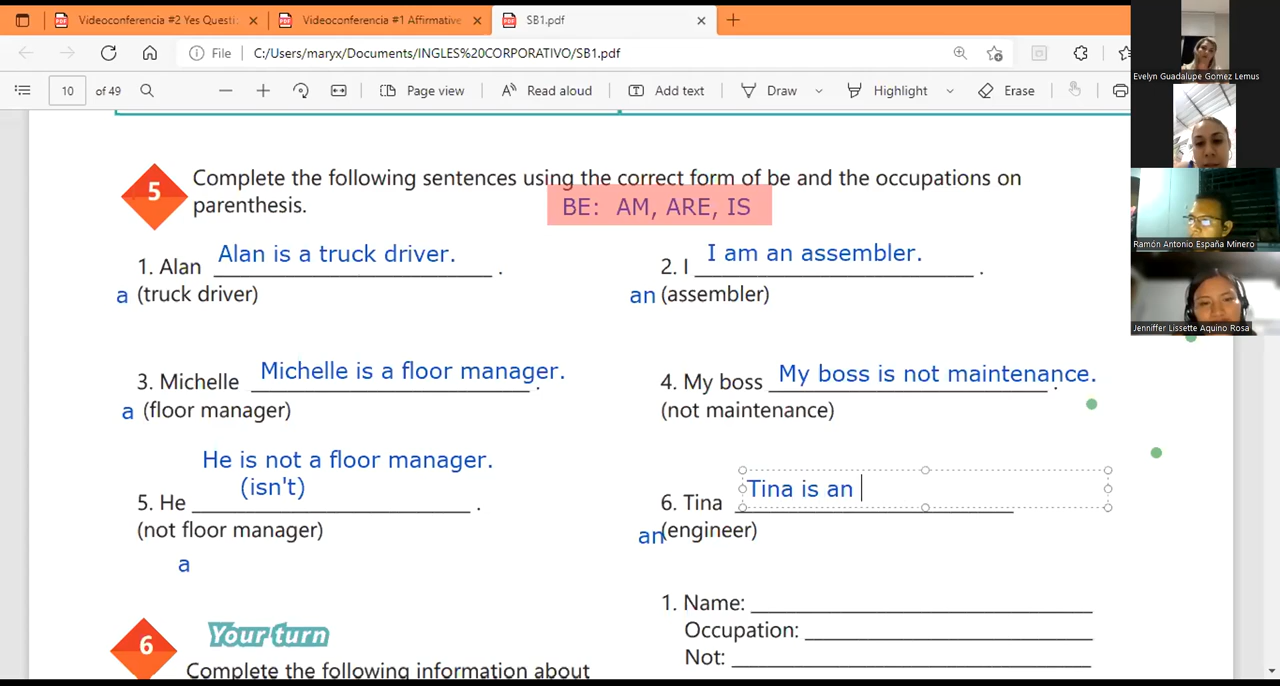 Videoconferencia #2 Yes Questi
Videoconferencia #1 Affirmative
SB1.pdf
File
C:/Users/maryx/Documents/INGLES%20CORPORATIVO/SB1.pdf
10 of 49
Page view
Read aloud
Add text
Draw
Highlight
Erase
Evelyn Guadalupe Gomez Lemus
Ramón Antonio España Minero
Jenniffer Lissette Aquino Rosa
5 Complete the following sentences using the correct form of be and the occupations on
parenthesis.
BE: AM, ARE, IS
1. Alan Alan is a truck driver. .
a (truck driver)
2. I I am an assembler. .
an (assembler)
3. Michelle Michelle is a floor manager. .
a (floor manager)
4. My boss My boss is not maintenance. .
(not maintenance)
He is not a floor manager.
(isn't)
5. He .
(not floor manager)
a
6. Tina Tina is an
an (engineer)
6 Your turn
Complete the following information about
1. Name:
Occupation:
Not: